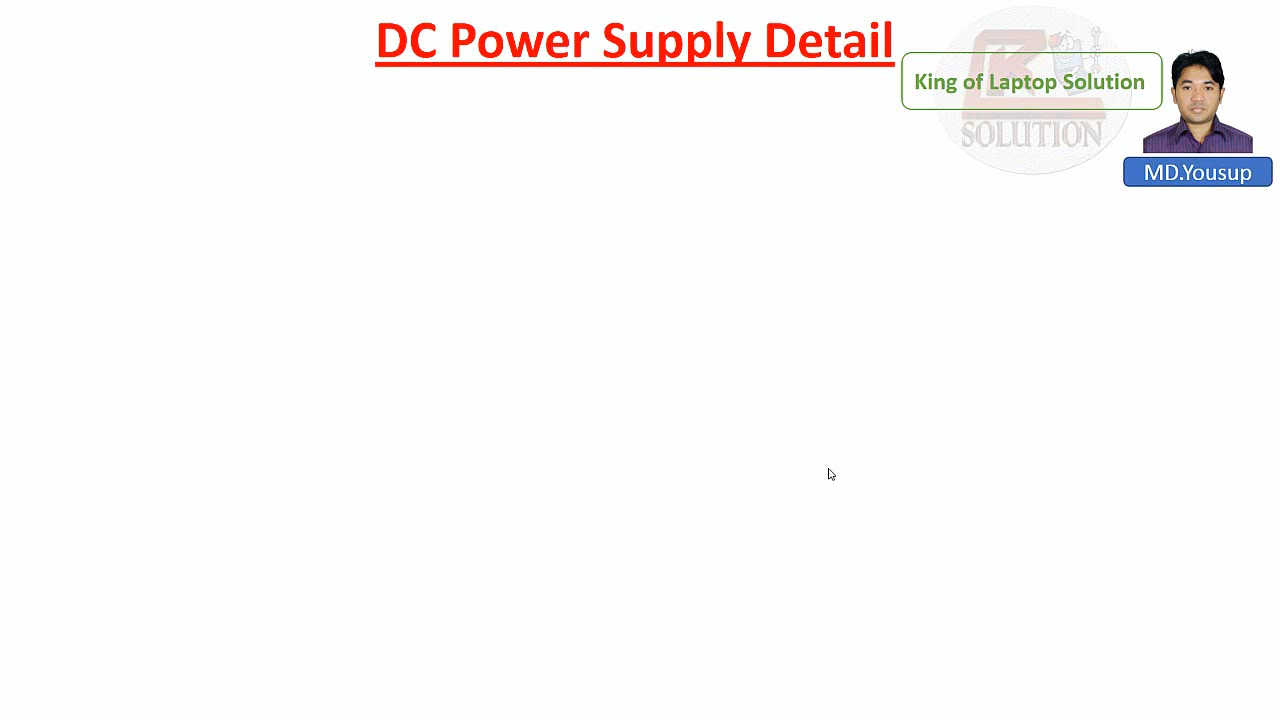 DC Power Supply Detail
King of Laptop Solution
SOLUTION
MD.Yousup